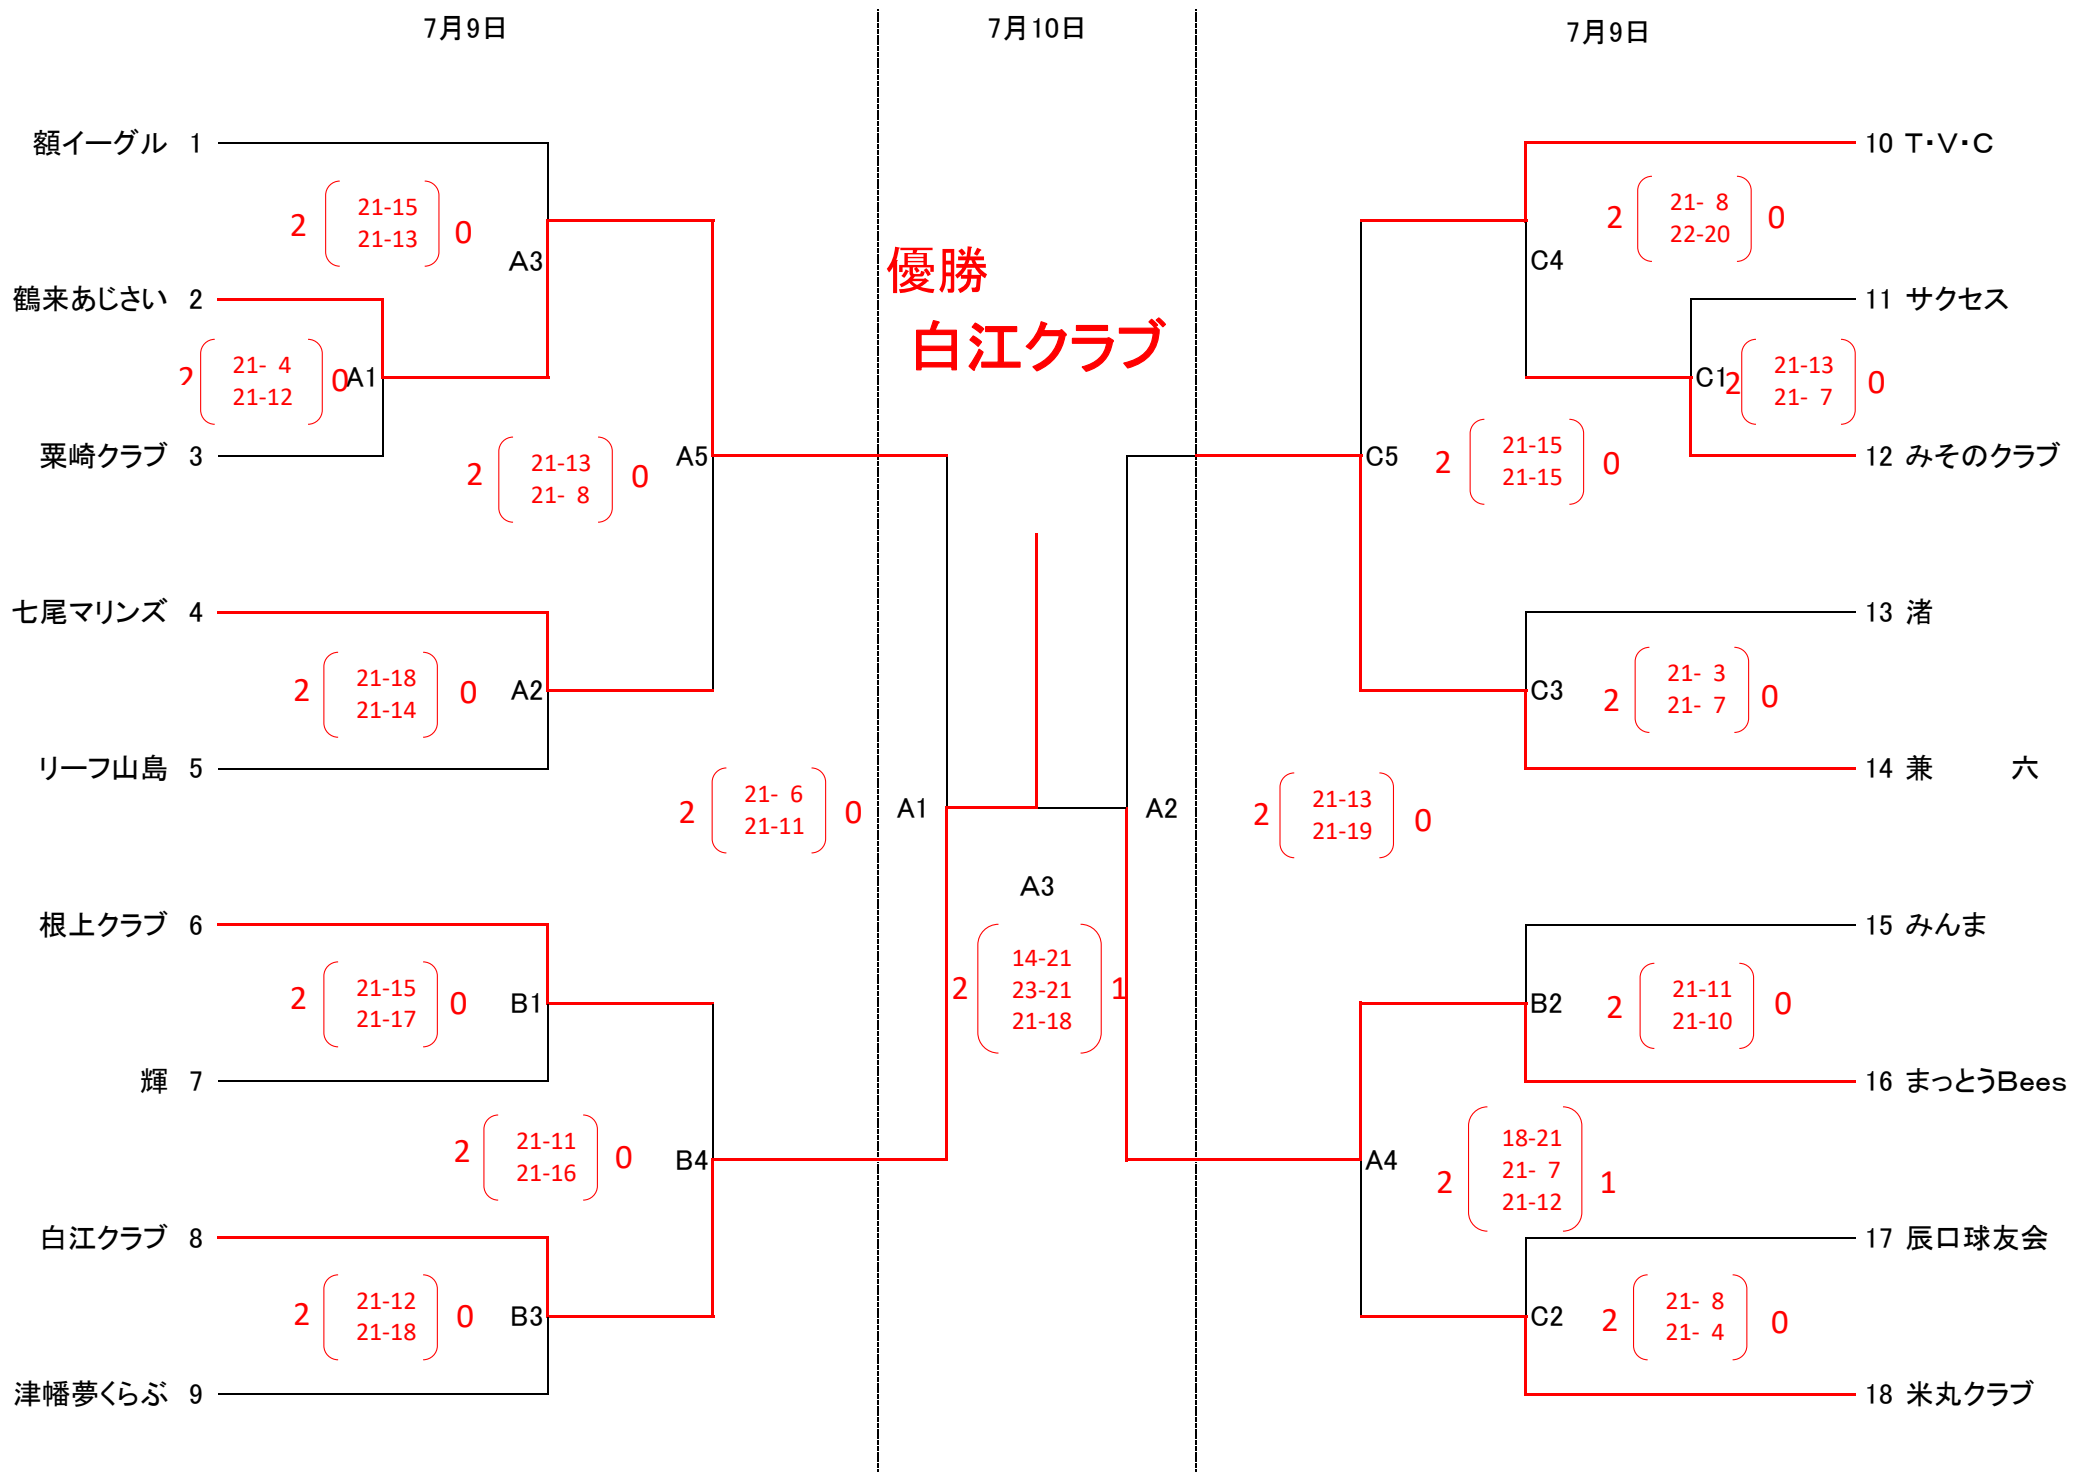 7月9日
7月10日
7月9日
額イーグル 1
2 21-15 0
21-13
A3
鶴来あじさい 2
2 21- 4 0
21-12
A1
粟崎クラブ 3
2 21-13 0
21- 8
A5
七尾マリンズ 4
2 21-18 0
21-14
A2
リーフ山島 5
2 21- 6 0
21-11
A1
根上クラブ 6
2 21-15 0
21-17
B1
輝 7
2 21-11 0
21-16
B4
白江クラブ 8
2 21-12 0
21-18
B3
津幡夢くらぶ 9
優勝
白江クラブ
A3
2 14-21 1
23-21
21-18
10 T・V・C
2 21- 8 0
22-20
C4
11 サクセス
C1
2 21-13 0
21- 7
12 みそのクラブ
C5
2 21-15 0
21-15
13 渚
C3
2 21- 3 0
21- 7
14 兼 六
A2
2 21-13 0
21-19
15 みんま
B2
2 21-11 0
21-10
16 まっとうBees
A4
2 18-21 1
21- 7
21-12
17 辰口球友会
C2
2 21- 8 0
21- 4
18 米丸クラブ